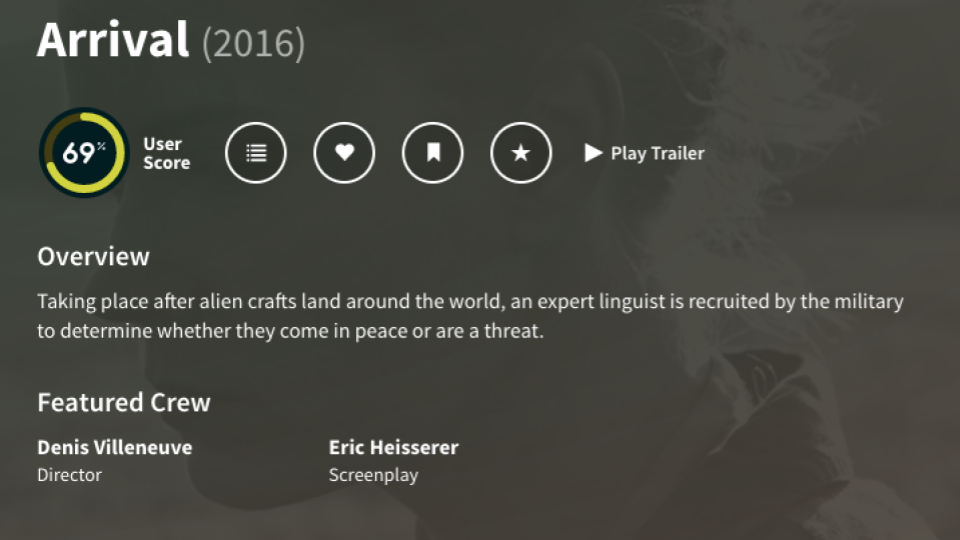 Arrival (2016)
69%
User
Score
Play Trailer
Overview
Taking place after alien crafts land around the world, an expert linguist is recruited by the military
to determine whether they come in peace or are a threat.
Featured Crew
Denis Villeneuve
Eric Heisserer
Director
Screenplay